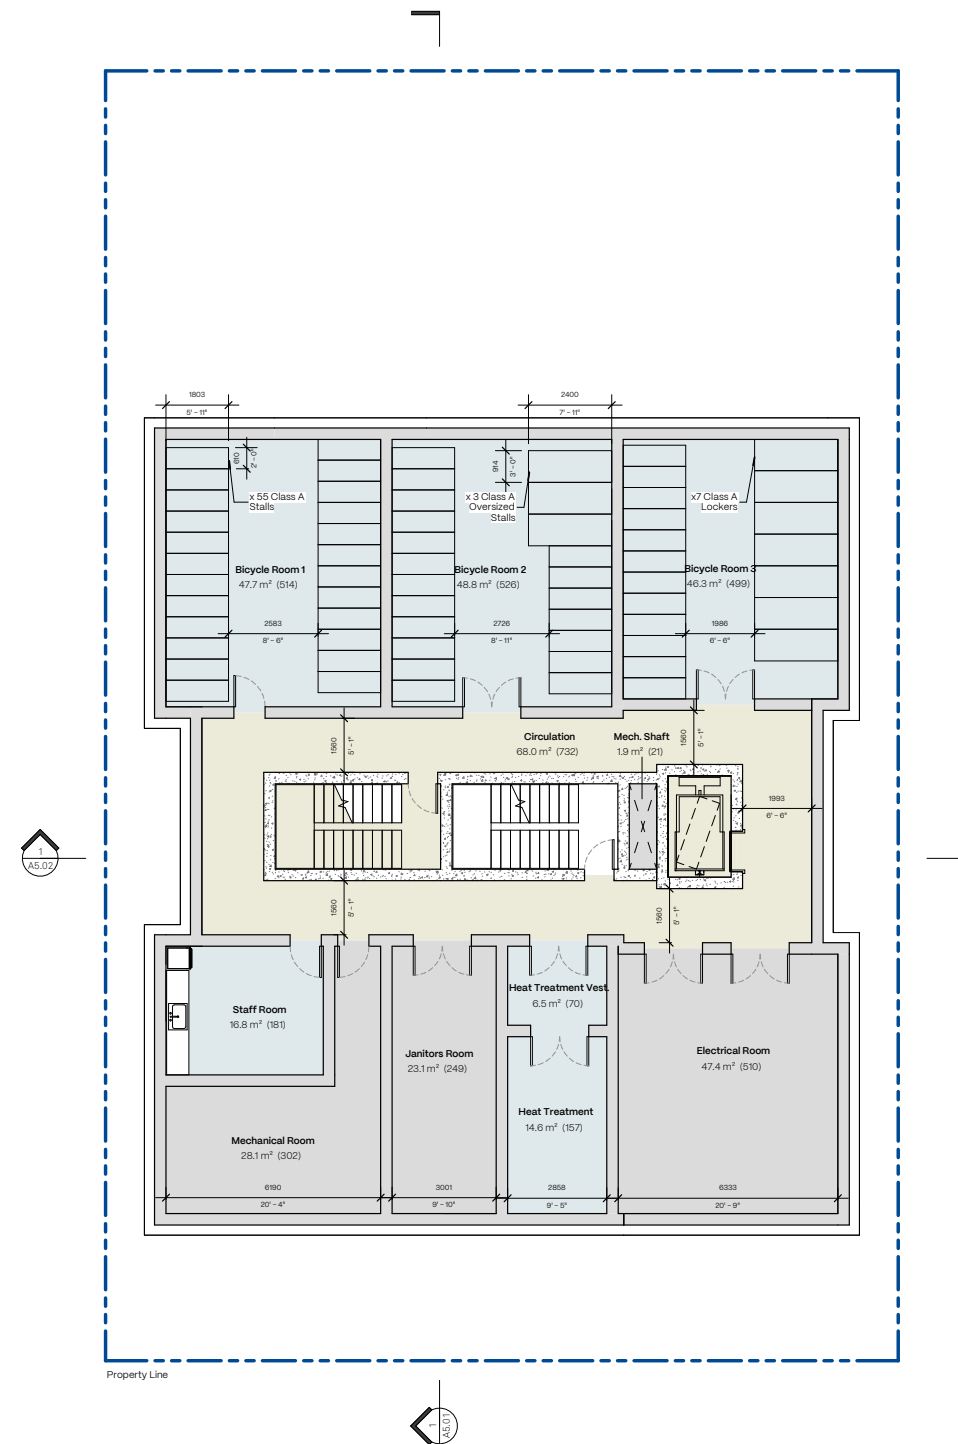 1803
5' - 11"
2400
7' - 11"
610
2' - 0"
914
3' - 0"
x 55 Class A
Stalls
x 3 Class A
Oversized
Stalls
x7 Class A
Lockers
Bicycle Room 1
47.7 m² (514)
Bicycle Room 2
48.8 m² (526)
Bicycle Room 3
46.3 m² (499)
2583
8' - 6"
2726
8' - 11"
1986
6' - 6"
1560
5' - 1"
Circulation
68.0 m² (732)
Mech. Shaft
1.9 m² (21)
1560
5' - 1"
1993
6' - 6"
1
A5.02
1560
5' - 1"
1560
5' - 1"
Staff Room
16.8 m² (181)
Heat Treatment Vest.
6.5 m² (70)
Janitors Room
23.1 m² (249)
Electrical Room
47.4 m² (510)
Heat Treatment
14.6 m² (157)
Mechanical Room
28.1 m² (302)
6190
20' - 4"
3001
9' - 10"
2858
9' - 5"
6333
20' - 9"
Property Line
1
A5.01